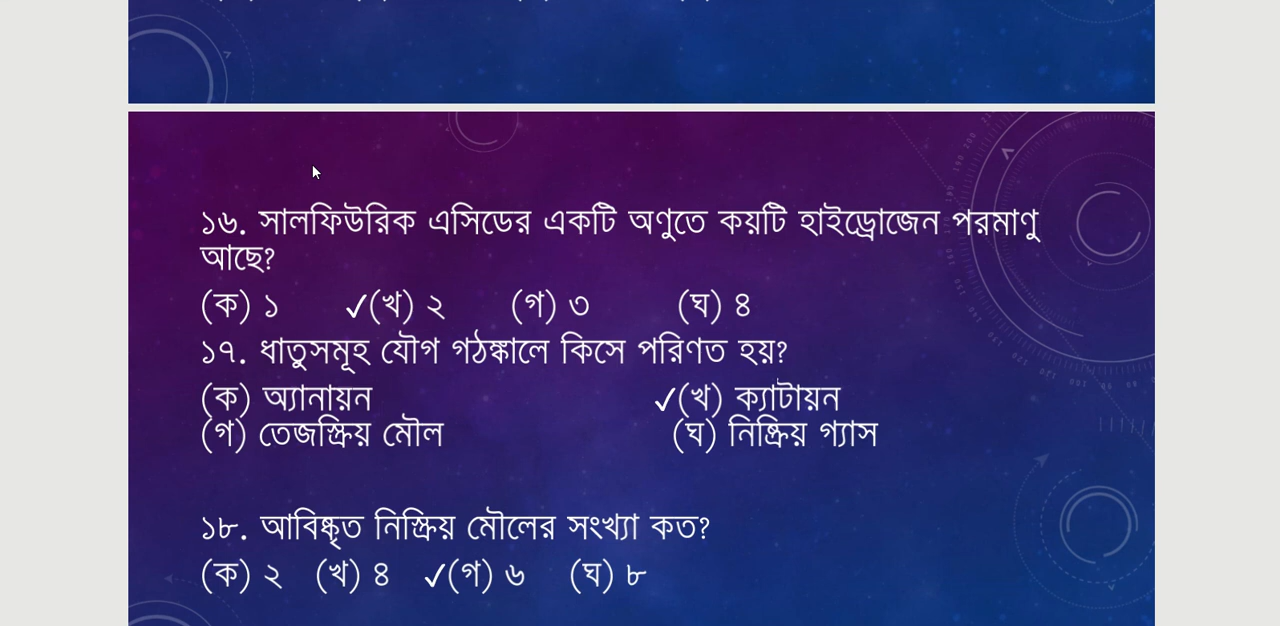 ১৬. সালফিউরিক এসিডের একটি অণুতে কয়টি হাইড্রোজেন পরমাণু
আছে?
(ক) ১ ✓(খ) ২ (গ) ৩ (ঘ) ৪
১৭. ধাতুসমূহ যৌগ গঠঙ্কালে কিসে পরিণত হয়?
(ক) অ্যানায়ন ✓(খ) ক্যাটায়ন
(গ) তেজস্ক্রিয় মৌল (ঘ) নিষ্ক্রিয় গ্যাস
১৮. আবিষ্কৃত নিস্ক্রিয় মৌলের সংখ্যা কত?
(ক) ২ (খ) ৪ ✓(গ) ৬ (ঘ) ৮